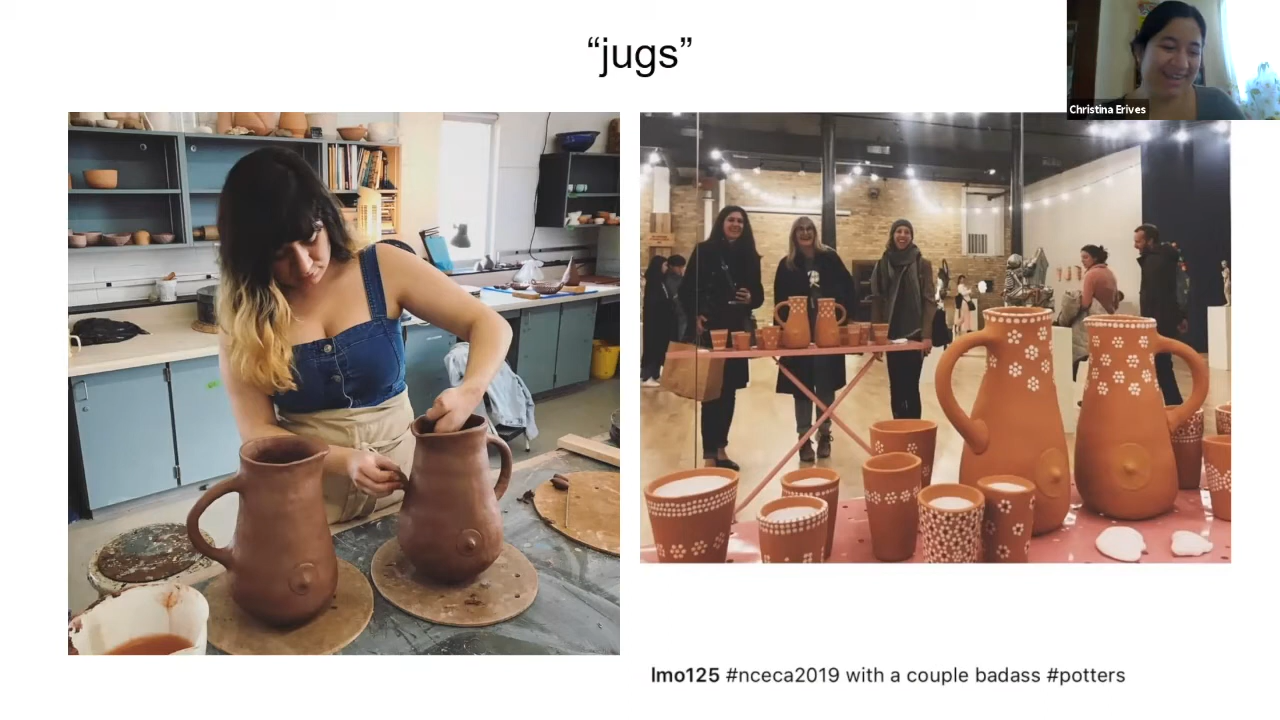 “jugs”
Christina Erives
lmo125 #nceca2019 with a couple badass #potters